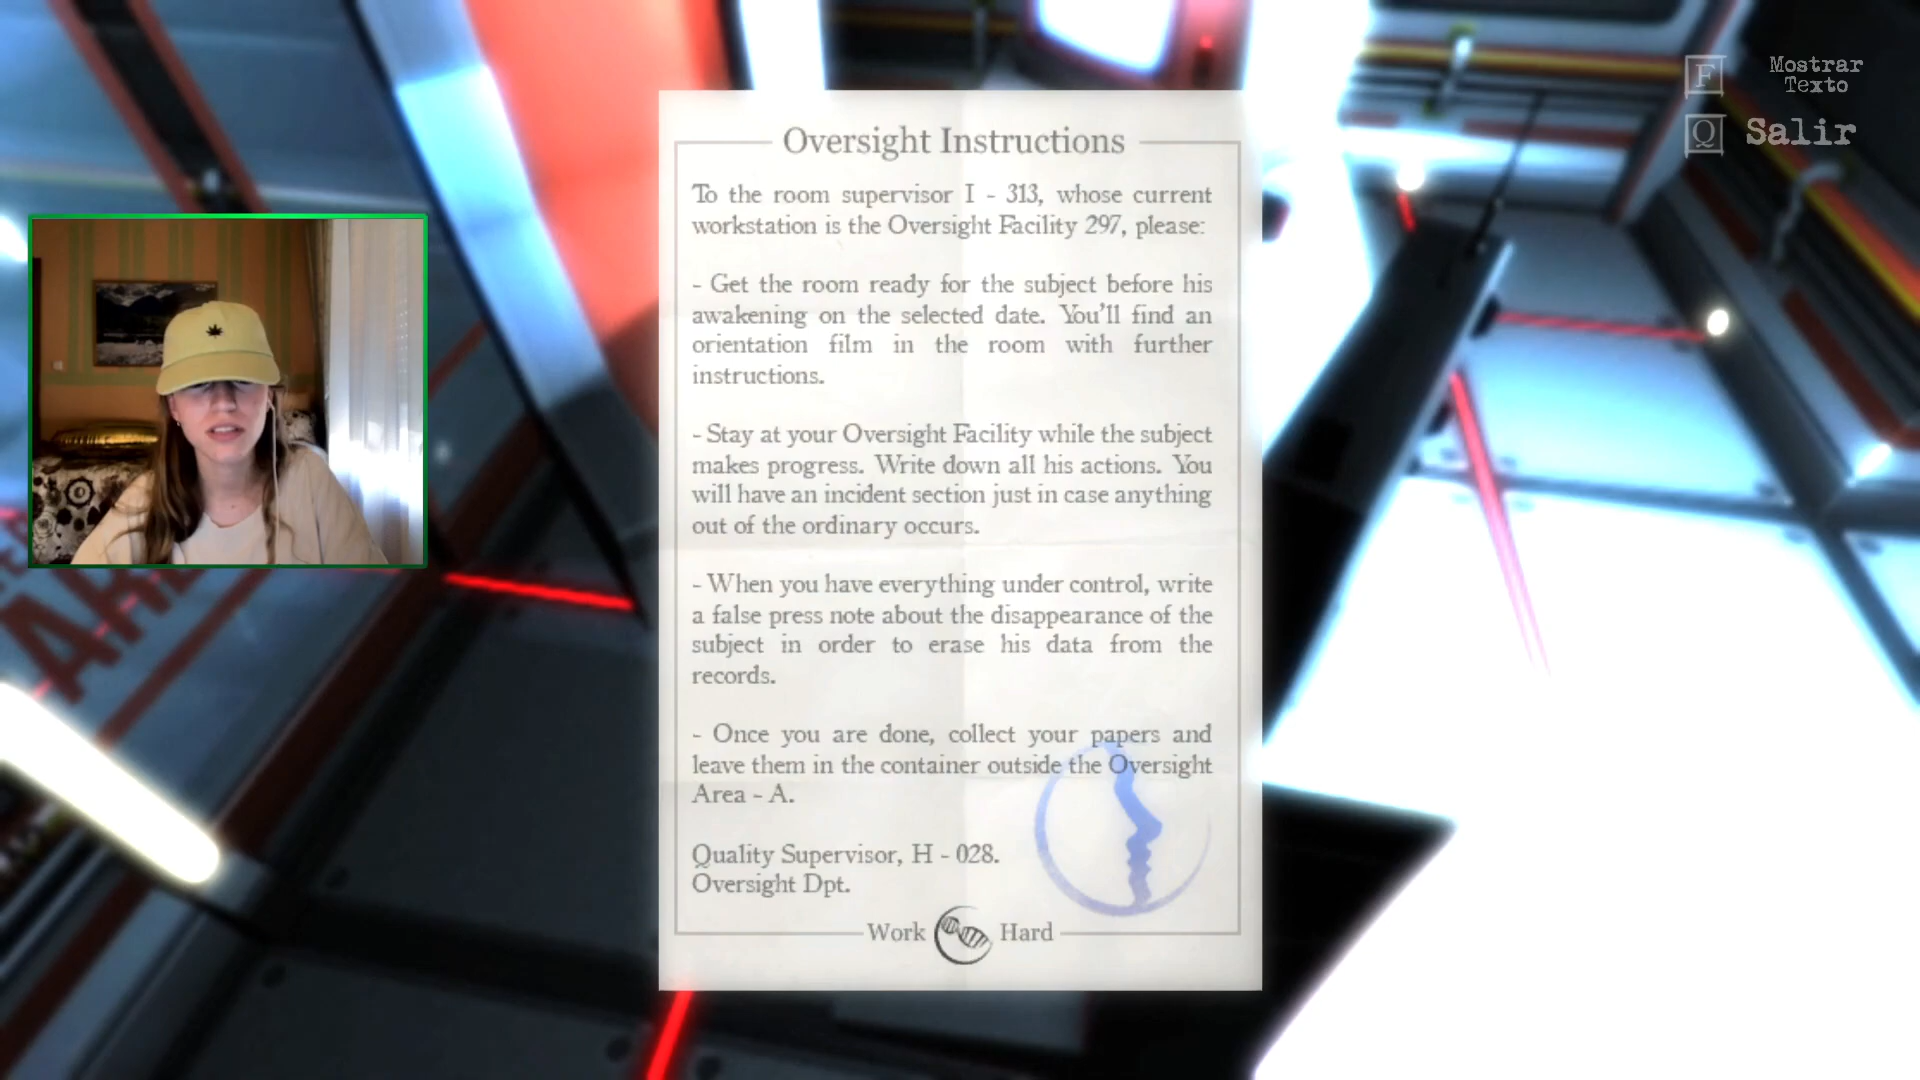 F Mostrar
Texto
Q Salir
Oversight Instructions
To the room supervisor I - 313, whose current
workstation is the Oversight Facility 297, please:
- Get the room ready for the subject before his
awakening on the selected date. You'll find an
orientation film in the room with further
instructions.
- Stay at your Oversight Facility while the subject
makes progress. Write down all his actions. You
will have an incident section just in case anything
out of the ordinary occurs.
- When you have everything under control, write
a false press note about the disappearance of the
subject in order to erase his data from the
records.
- Once you are done, collect your papers and
leave them in the container outside the Oversight
Area - A.
Quality Supervisor, H - 028.
Oversight Dpt.
Work Hard